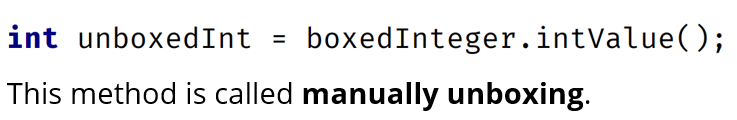 int unboxedInt = boxedInteger.intValue();
This method is called manually unboxing.